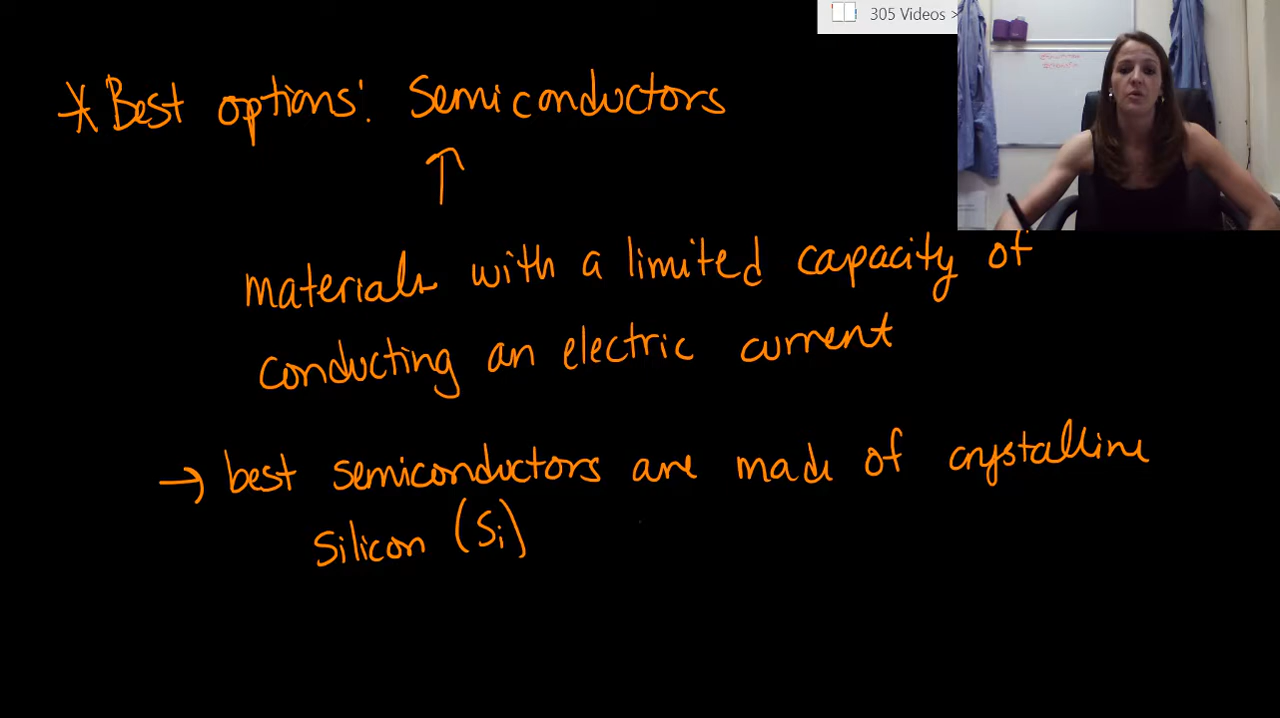 305 Videos >
* Best options: Semiconductors
↑
materials with a limited capacity of
conducting an electric current
→ best semiconductors are made of crystalline
Silicon (Si)